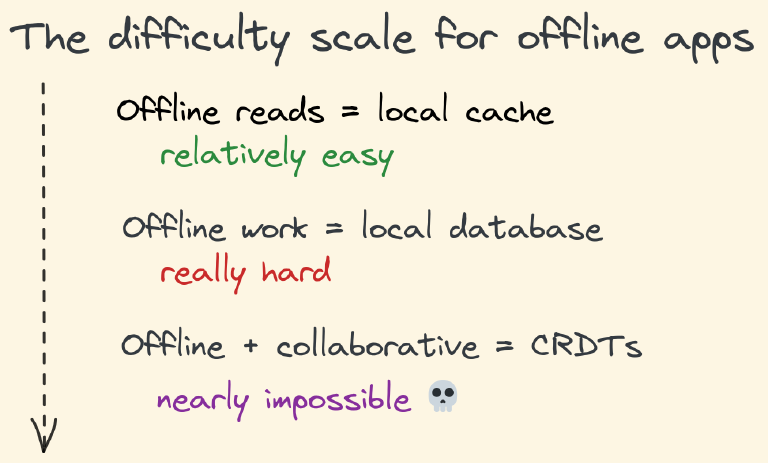 The difficulty scale for offline apps
Offline reads = local cache
relatively easy
Offline work = local database
really hard
Offline + collaborative = CRDTs
nearly impossible 💀